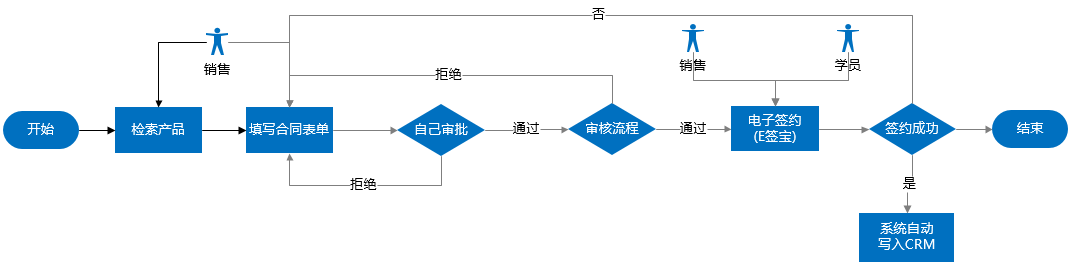 否
销售
销售
学员
拒绝
开始
检索产品
填写合同表单
自己审批
通过
审核流程
通过
电子签约
(E签宝)
签约成功
结束
拒绝
是
系统自动
写入CRM